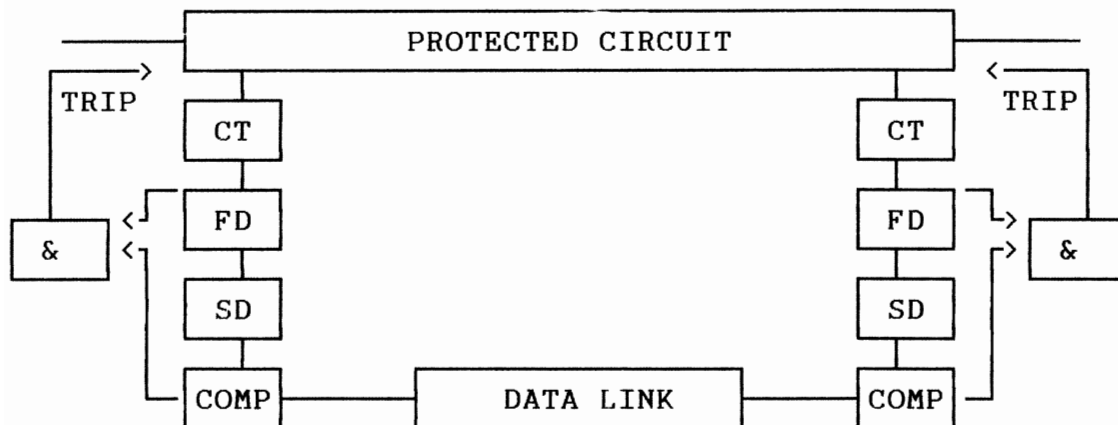 PROTECTED CIRCUIT
TRIP
TRIP
CT
CT
FD
FD
&
&
SD
SD
COMP
DATA LINK
COMP